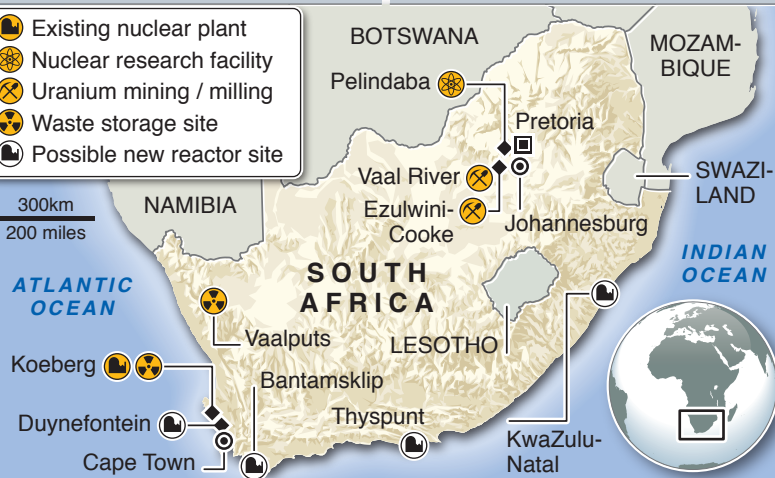 Existing nuclear plant
Nuclear research facility
Uranium mining / milling
Waste storage site
Possible new reactor site
300km
200 miles
BOTSWANA
MOZAM-
BIQUE
Pelindaba
Pretoria
Vaal River
Ezulwini-
Cooke
Johannesburg
SWAZI-
LAND
NAMIBIA
ATLANTIC
OCEAN
SOUTH
AFRICA
INDIAN
OCEAN
Vaalputs
LESOTHO
Koeberg
Bantamsklip
Duynefontein
Thyspunt
Cape Town
KwaZulu-
Natal